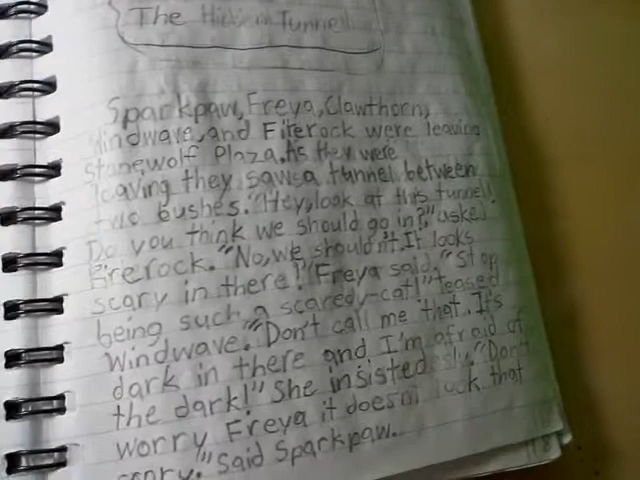 The Hidden Tunnel
Sparkpaw, Freya, Clawthorn,
Windwave, and Firerock were leaving
stonewolf Plaza. As they were
leaving they saw a tunnel between
two bushes. "Hey, look at this tunnel!
Do you think we should go in?" asked
Firerock. "No, we shouldn't. It looks
scary in there!" Freya said. "Stop
being such a scaredy-cat!" teased
Windwave. "Don't call me that. It's
dark in there and I'm afraid of
the dark!" She insisted. "Don't
worry Freya it doesn't look that
scary." said Sparkpaw.